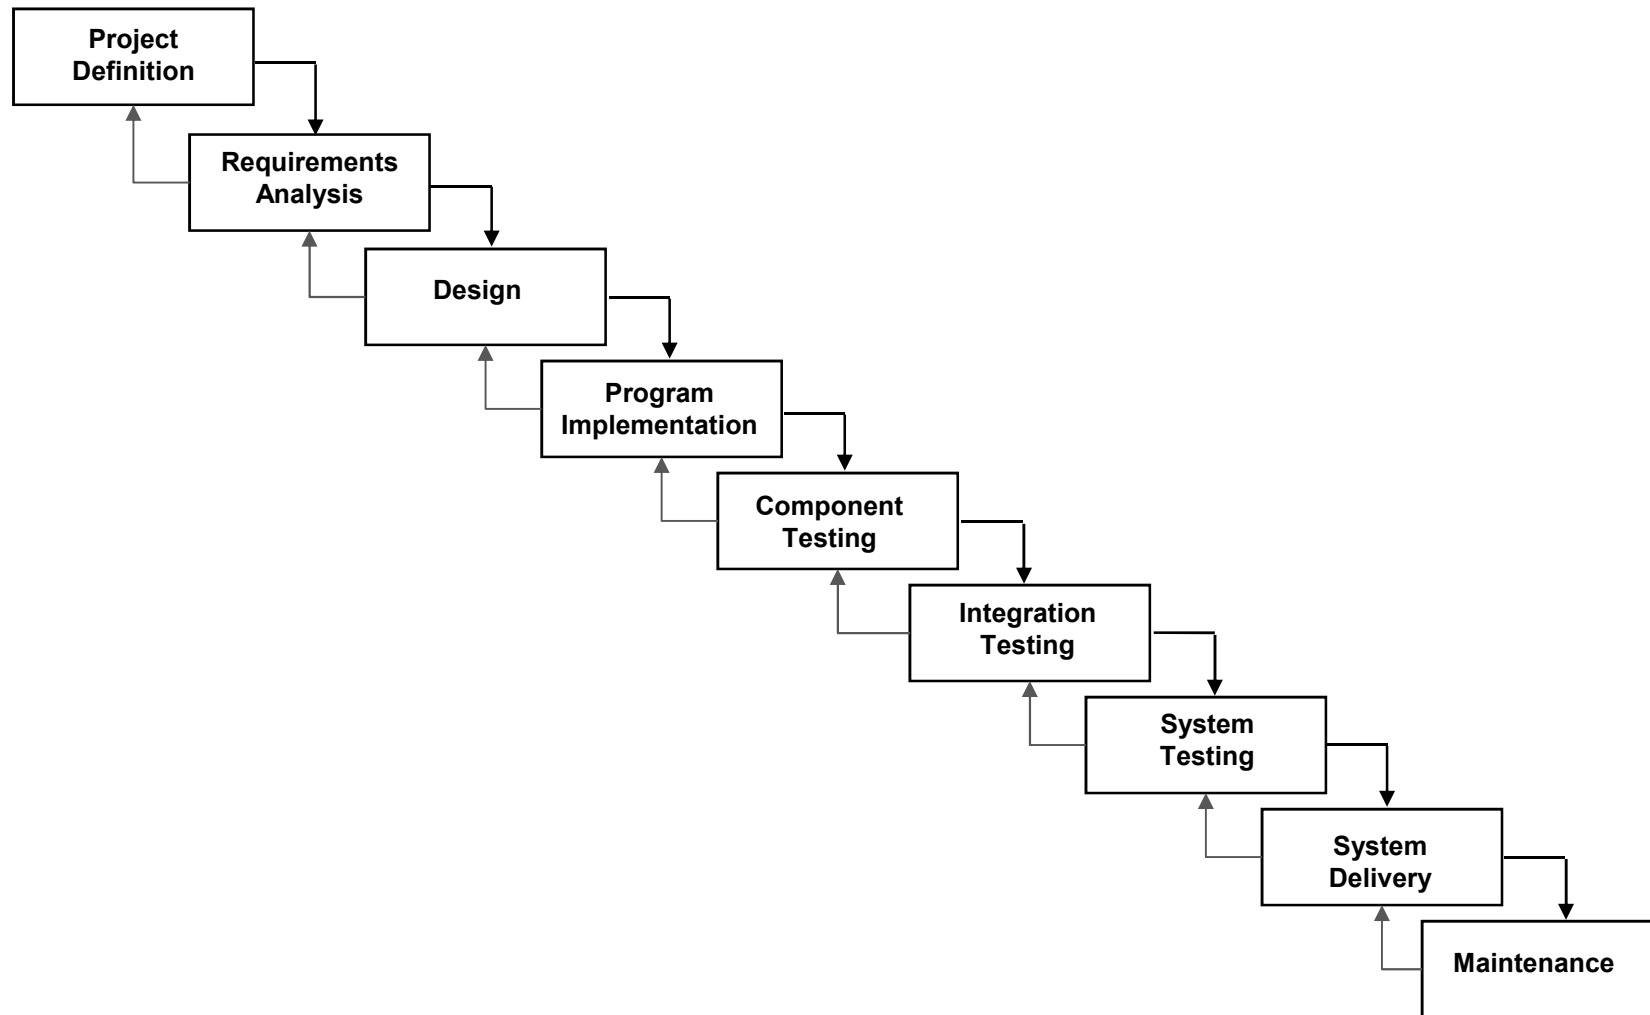 Project
Definition
Requirements
Analysis
Design
Program
Implementation
Component
Testing
Integration
Testing
System
Testing
System
Delivery
Maintenance